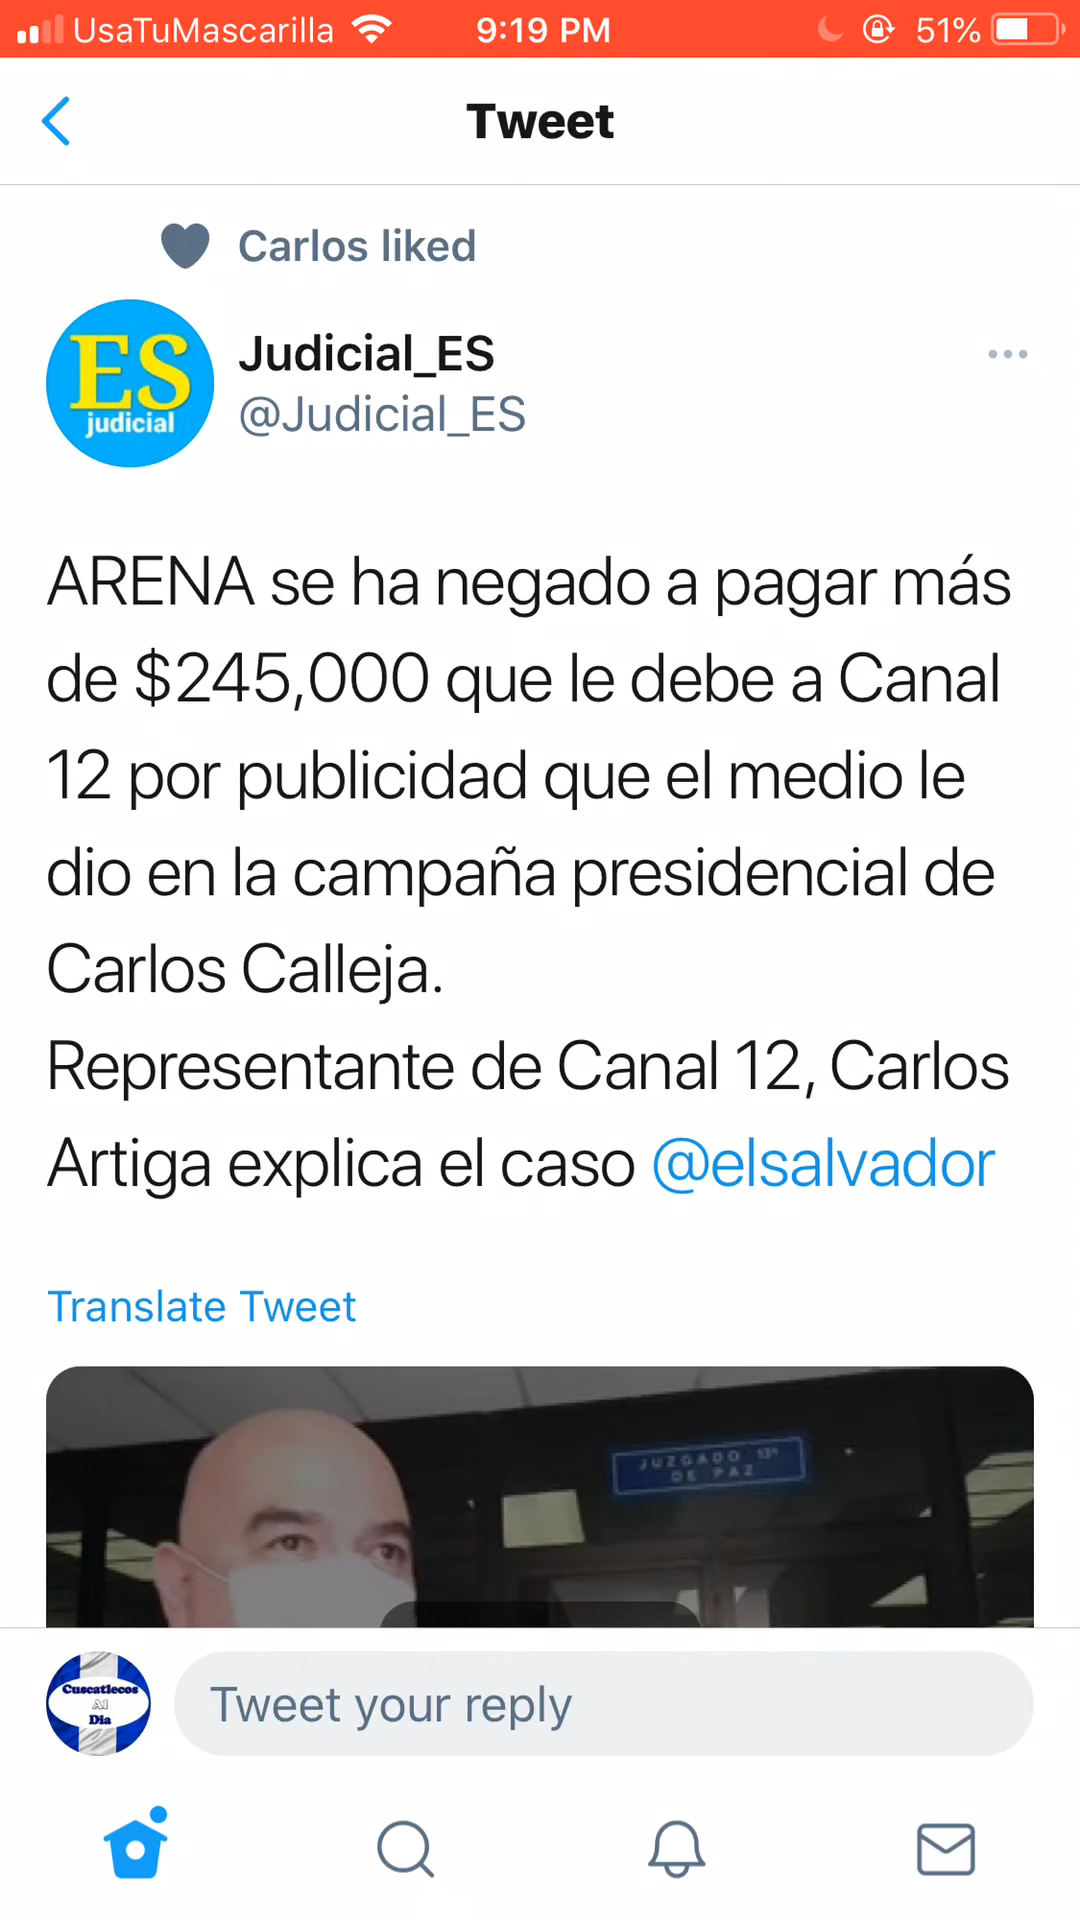 UsaTuMascarilla 9:19 PM 51%
Tweet
Carlos liked
ES
judicial
Judicial_ES
@Judicial_ES
ARENA se ha negado a pagar más
de $245,000 que le debe a Canal
12 por publicidad que el medio le
dio en la campaña presidencial de
Carlos Calleja.
Representante de Canal 12, Carlos
Artiga explica el caso @elsalvador
Translate Tweet
JUZGADO 13º
DE PAZ
Cuscatlecos
Al
Dia
Tweet your reply